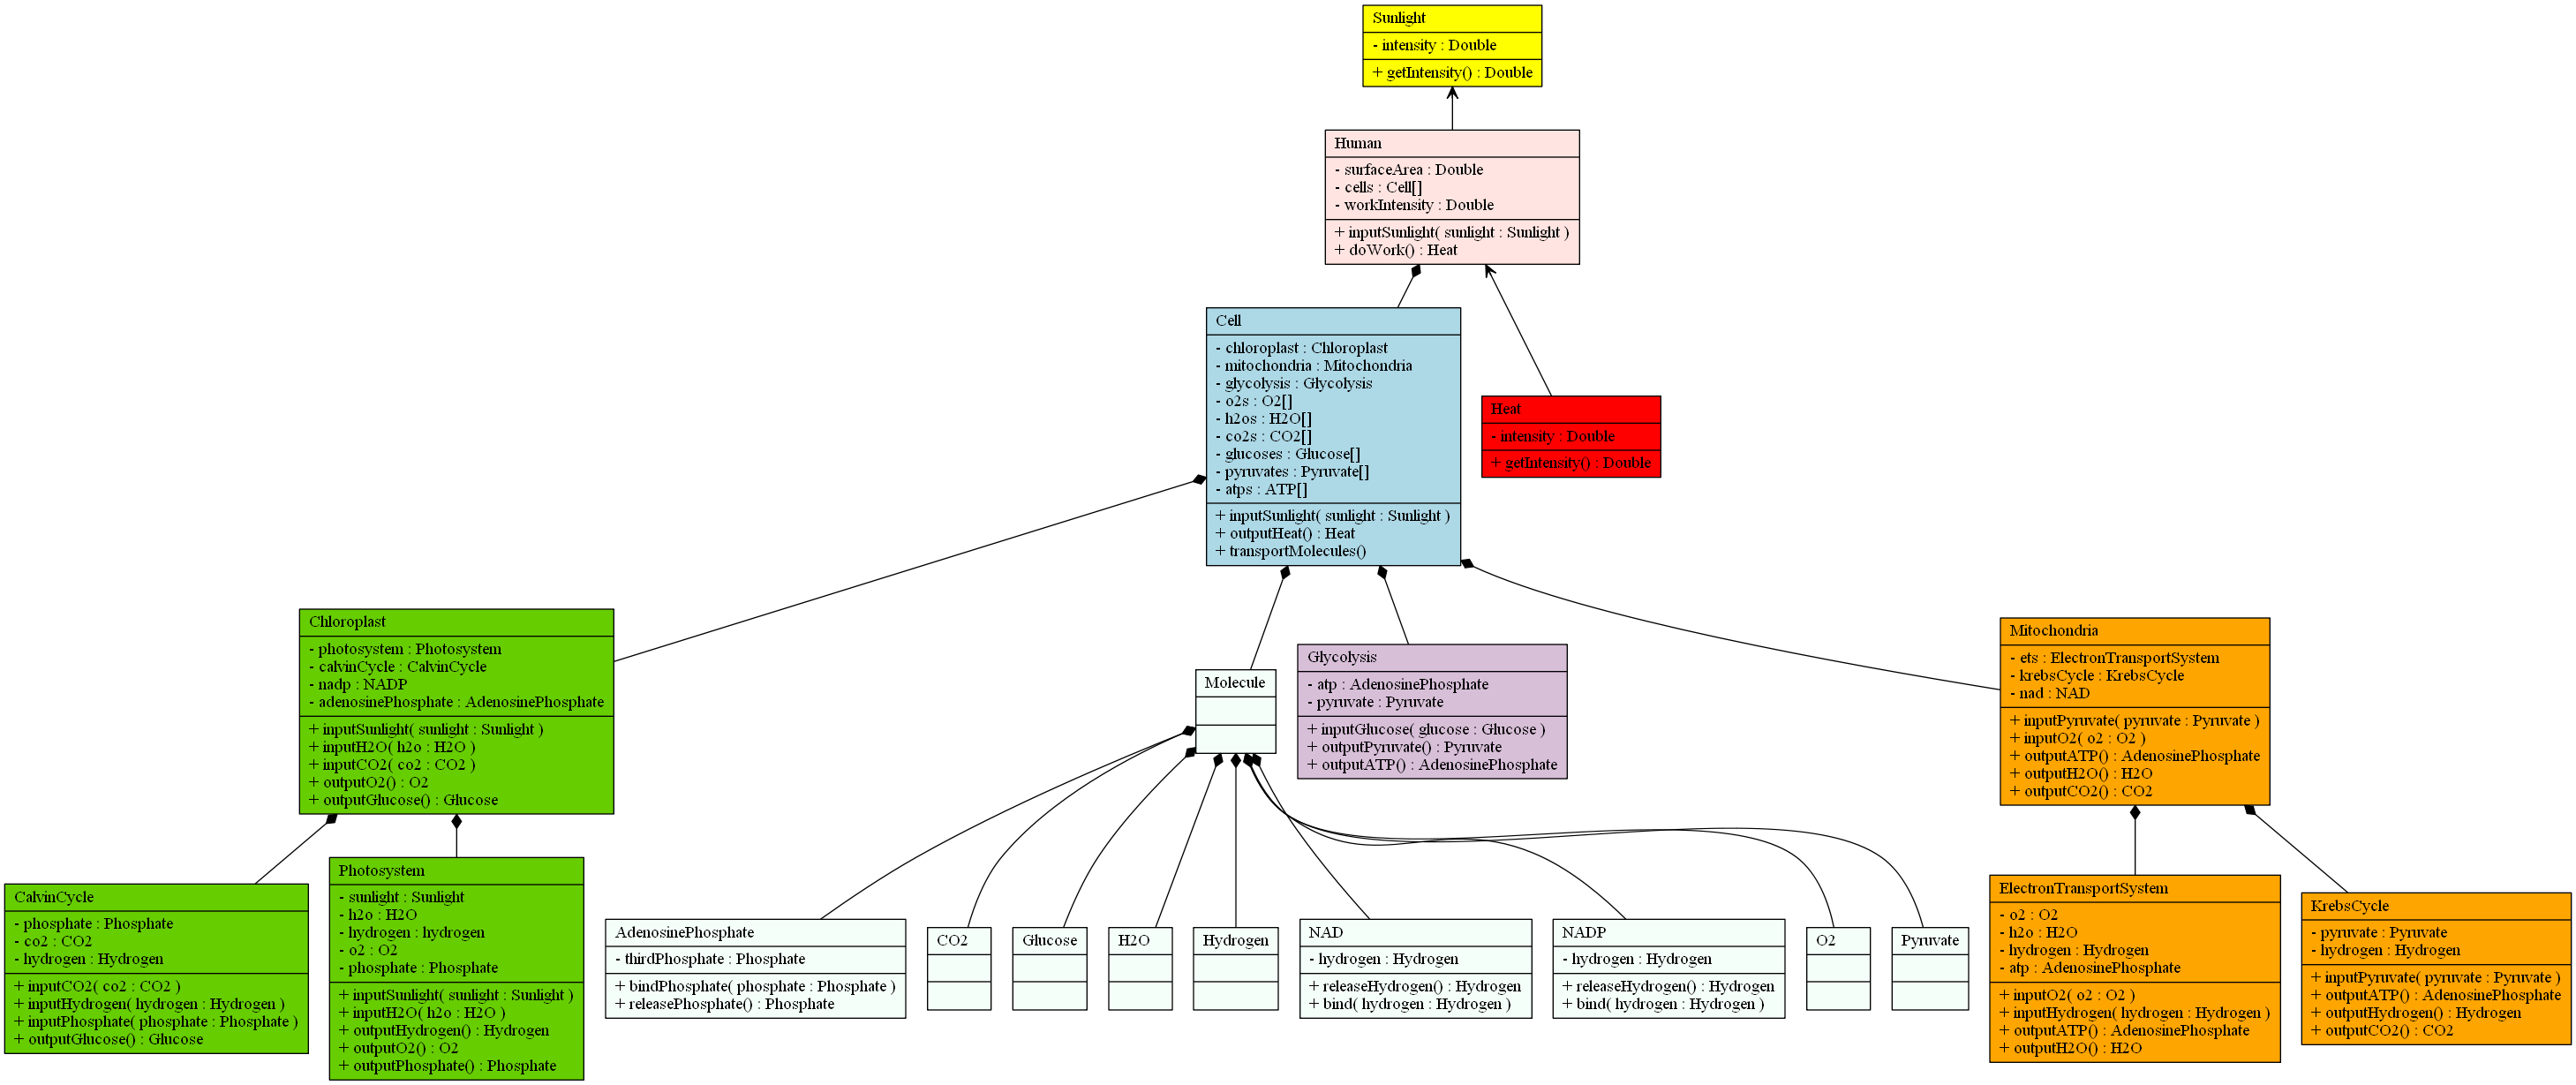 Sunlight
- intensity : Double
+ getIntensity() : Double
Human
- surfaceArea : Double
- cells : Cell[]
- workIntensity : Double
+ inputSunlight( sunlight : Sunlight )
+ doWork() : Heat
Cell
- chloroplast : Chloroplast
- mitochondria : Mitochondria
- glycolysis : Glycolysis
- o2s : O2[]
- h2os : H2O[]
- co2s : CO2[]
- glucoses : Glucose[]
- pyruvates : Pyruvate[]
- atps : ATP[]
+ inputSunlight( sunlight : Sunlight )
+ outputHeat() : Heat
+ transportMolecules()
Heat
- intensity : Double
+ getIntensity() : Double
Chloroplast
- photosystem : Photosystem
- calvinCycle : CalvinCycle
- nadp : NADP
- adenosinePhosphate : AdenosinePhosphate
+ inputSunlight( sunlight : Sunlight )
+ inputH2O( h2o : H2O )
+ inputCO2( co2 : CO2 )
+ outputO2() : O2
+ outputGlucose() : Glucose
Molecule
Glycolysis
- atp : AdenosinePhosphate
- pyruvate : Pyruvate
+ inputGlucose( glucose : Glucose )
+ outputPyruvate() : Pyruvate
+ outputATP() : AdenosinePhosphate
Mitochondria
- ets : ElectronTransportSystem
- krebsCycle : KrebsCycle
- nad : NAD
+ inputPyruvate( pyruvate : Pyruvate )
+ inputO2( o2 : O2 )
+ outputATP() : AdenosinePhosphate
+ outputH2O() : H2O
+ outputCO2() : CO2
CalvinCycle
- phosphate : Phosphate
- co2 : CO2
- hydrogen : Hydrogen
+ inputCO2( co2 : CO2 )
+ inputHydrogen( hydrogen : Hydrogen )
+ inputPhosphate( phosphate : Phosphate )
+ outputGlucose() : Glucose
Photosystem
- sunlight : Sunlight
- h2o : H2O
- hydrogen : hydrogen
- o2 : O2
- phosphate : Phosphate
+ inputSunlight( sunlight : Sunlight )
+ inputH2O( h2o : H2O )
+ outputHydrogen() : Hydrogen
+ outputO2() : O2
+ outputPhosphate() : Phosphate
AdenosinePhosphate
- thirdPhosphate : Phosphate
+ bindPhosphate( phosphate : Phosphate )
+ releasePhosphate() : Phosphate
CO2
Glucose
H2O
Hydrogen
NAD
- hydrogen : Hydrogen
+ releaseHydrogen() : Hydrogen
+ bind( hydrogen : Hydrogen )
NADP
- hydrogen : Hydrogen
+ releaseHydrogen() : Hydrogen
+ bind( hydrogen : Hydrogen )
O2
Pyruvate
ElectronTransportSystem
- o2 : O2
- h2o : H2O
- hydrogen : Hydrogen
- atp : AdenosinePhosphate
+ inputO2( o2 : O2 )
+ inputHydrogen( hydrogen : Hydrogen )
+ outputATP() : AdenosinePhosphate
+ outputH2O() : H2O
KrebsCycle
- pyruvate : Pyruvate
- hydrogen : Hydrogen
+ inputPyruvate( pyruvate : Pyruvate )
+ outputATP() : AdenosinePhosphate
+ outputHydrogen() : Hydrogen
+ outputCO2() : CO2